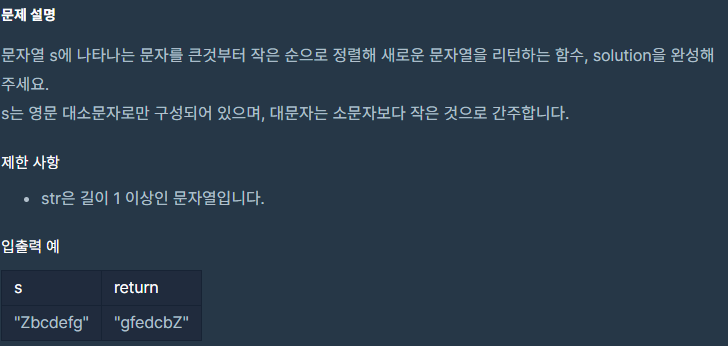 문제 설명
문자열 s에 나타나는 문자를 큰것부터 작은 순으로 정렬해 새로운 문자열을 리턴하는 함수, solution을 완성해
주세요.
s는 영문 대소문자로만 구성되어 있으며, 대문자는 소문자보다 작은 것으로 간주합니다.
제한 사항
• str은 길이 1 이상인 문자열입니다.
입출력 예
s return
"Zbcdefg" "gfedcbZ"